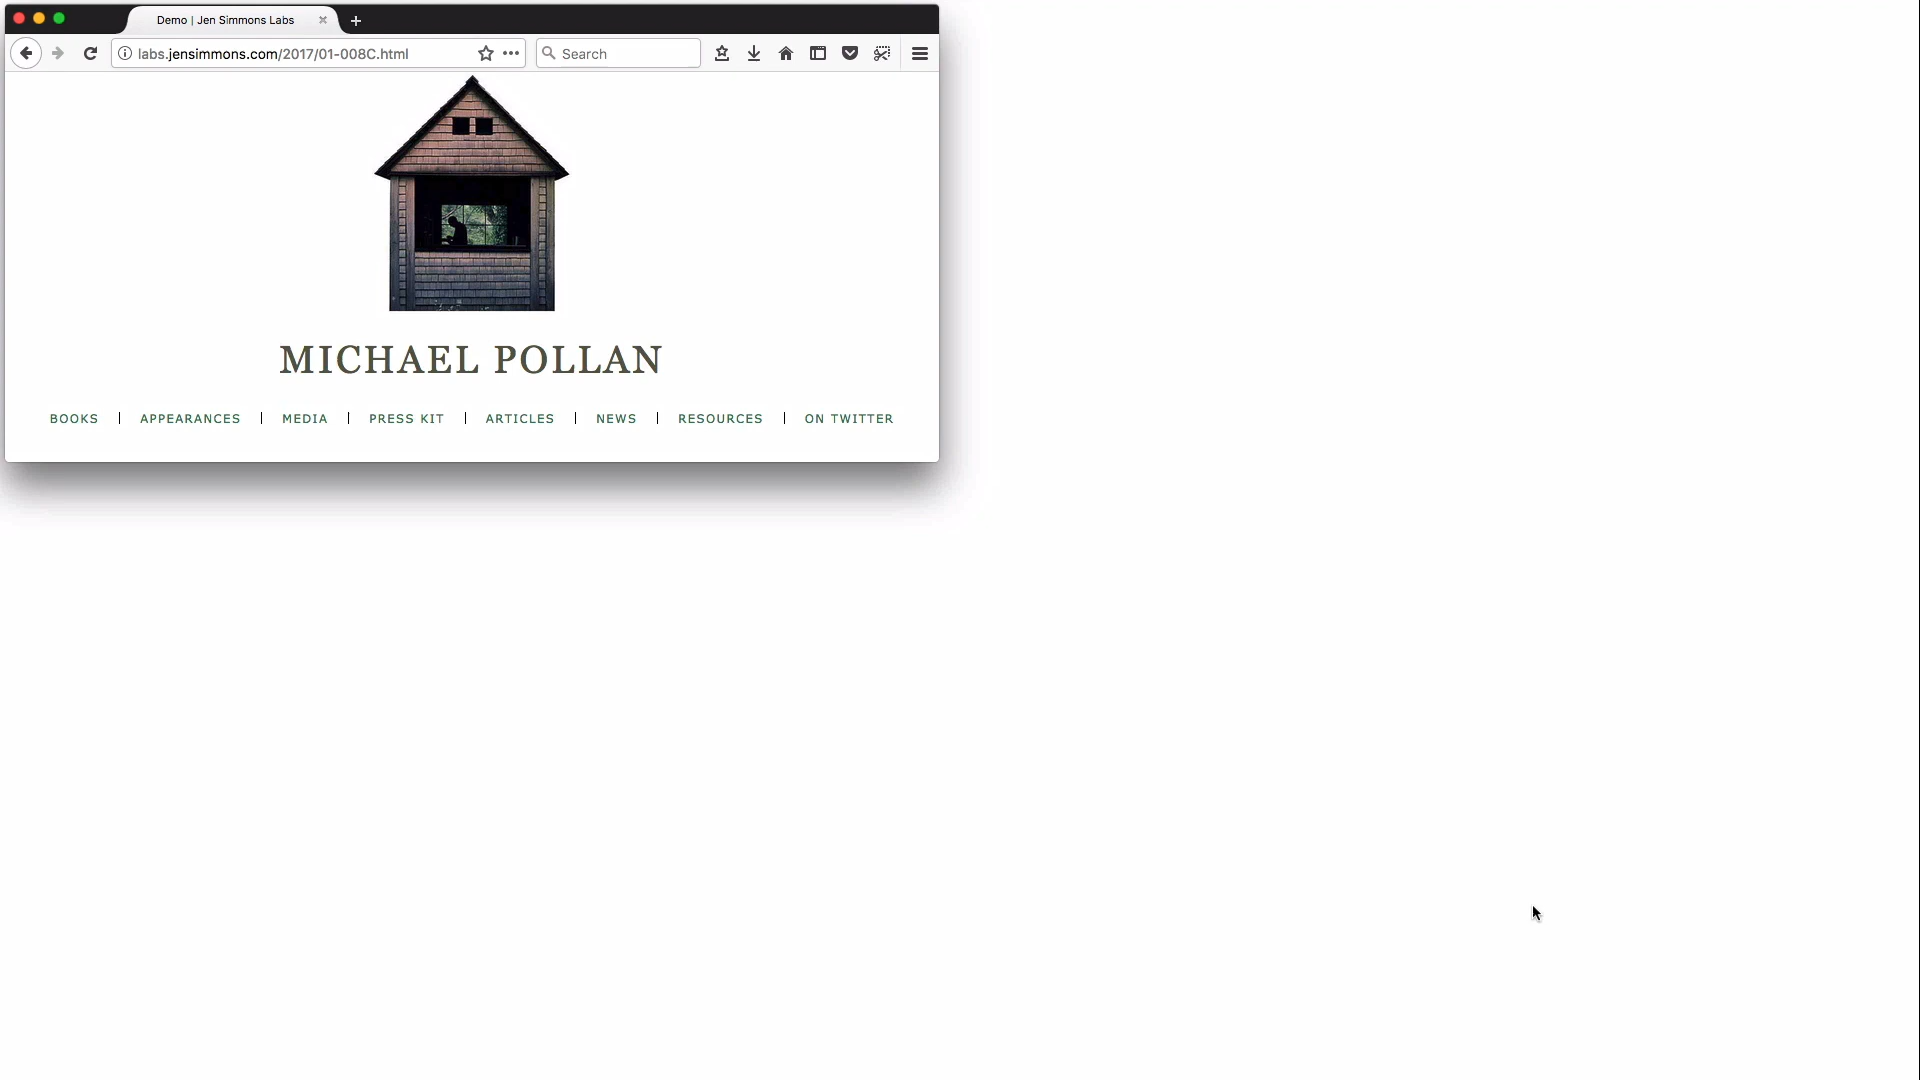 Demo | Jen Simmons Labs
labs.jensimmons.com/2017/01-008C.html
Search
MICHAEL POLLAN
BOOKS | APPEARANCES | MEDIA | PRESS KIT | ARTICLES | NEWS | RESOURCES | ON TWITTER